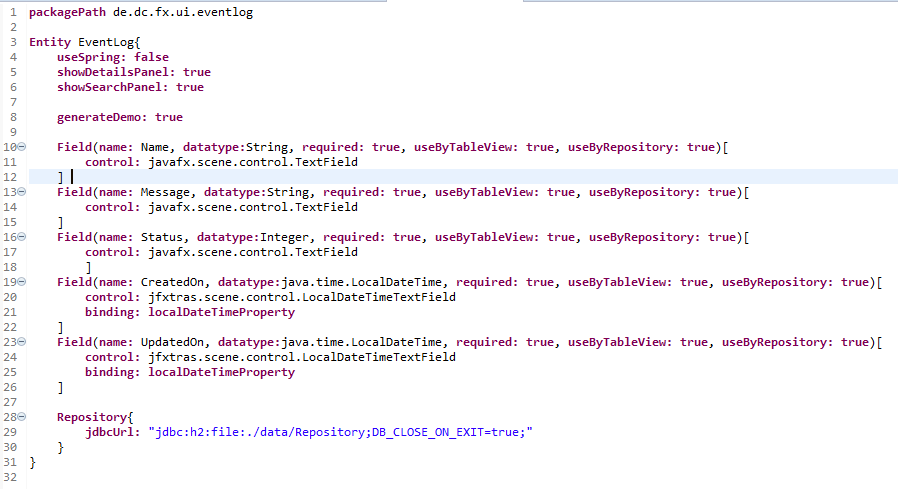 1 packagePath de.dc.fx.ui.eventlog
2
3 Entity EventLog{
4     useSpring: false
5     showDetailsPanel: true
6     showSearchPanel: true
7
8     generateDemo: true
9
10     Field(name: Name, datatype:String, required: true, useByTableView: true, useByRepository: true)[
11         control: javafx.scene.control.TextField
12     ]
13     Field(name: Message, datatype:String, required: true, useByTableView: true, useByRepository: true)[
14         control: javafx.scene.control.TextField
15     ]
16     Field(name: Status, datatype:Integer, required: true, useByTableView: true, useByRepository: true)[
17         control: javafx.scene.control.TextField
18         ]
19     Field(name: CreatedOn, datatype:java.time.LocalDateTime, required: true, useByTableView: true, useByRepository: true)[
20         control: jfxtras.scene.control.LocalDateTimeTextField
21         binding: localDateTimeProperty
22     ]
23     Field(name: UpdatedOn, datatype:java.time.LocalDateTime, required: true, useByTableView: true, useByRepository: true)[
24         control: jfxtras.scene.control.LocalDateTimeTextField
25         binding: localDateTimeProperty
26     ]
27
28     Repository{
29         jdbcUrl: "jdbc:h2:file:./data/Repository;DB_CLOSE_ON_EXIT=true;"
30     }
31 }
32